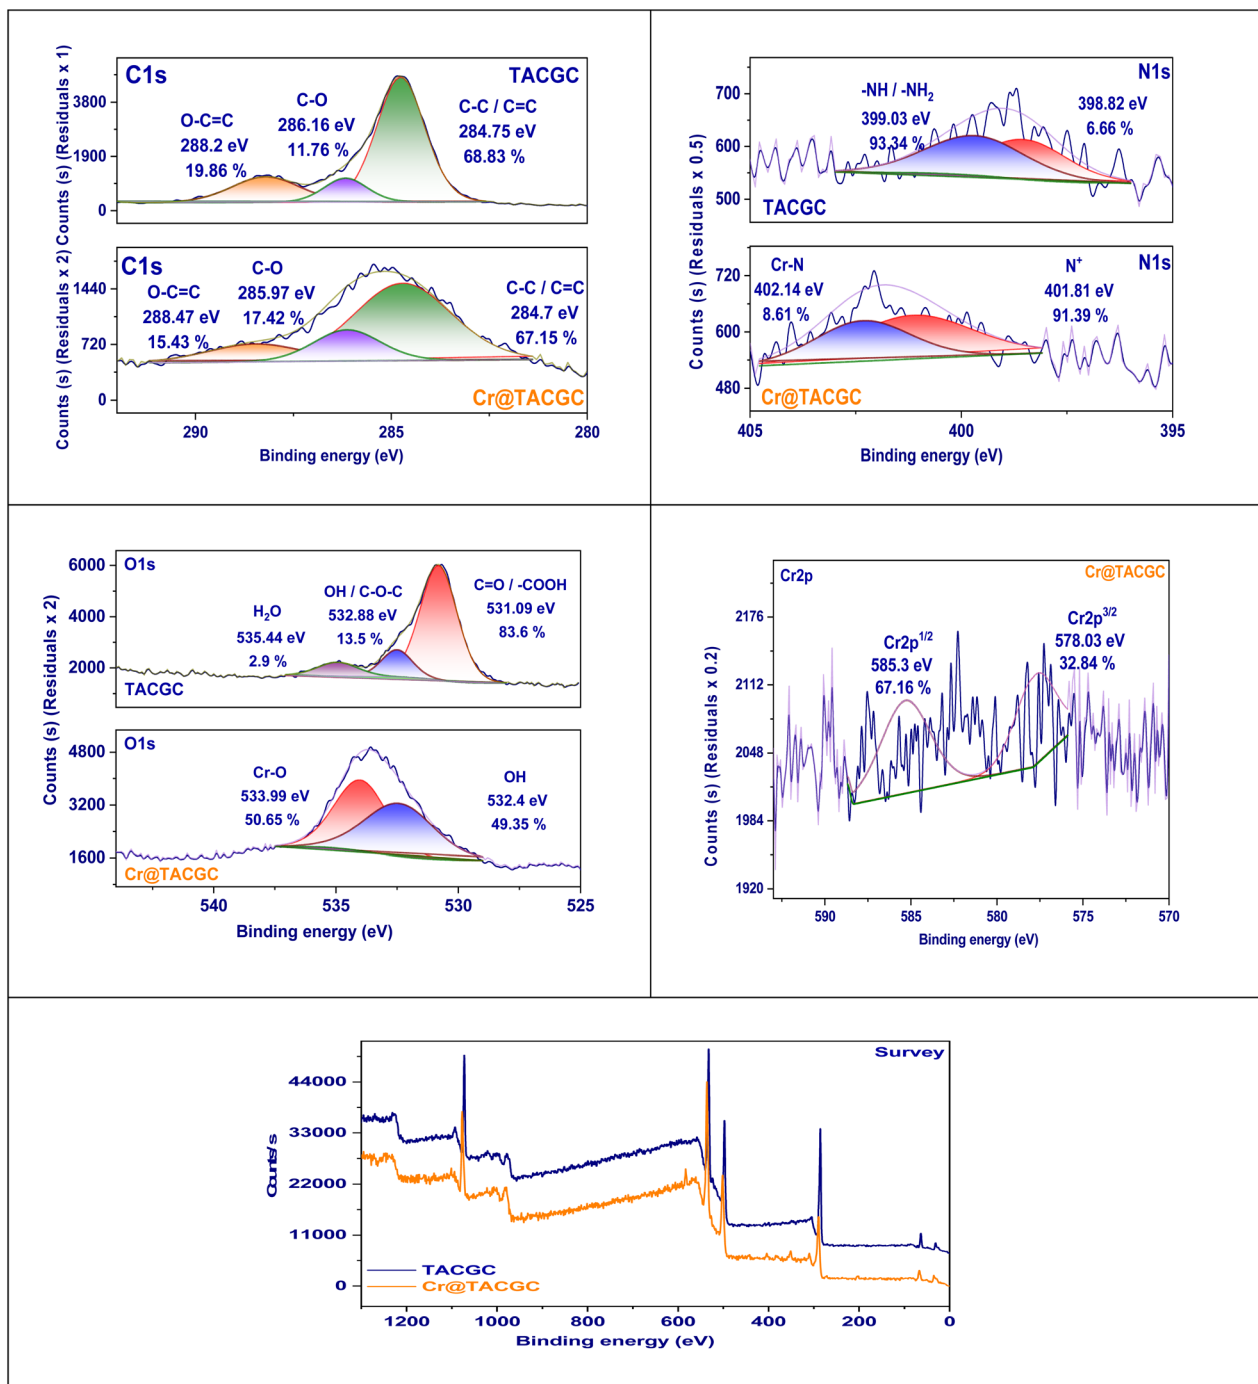 C1s
TACGC
O-C=C
288.2 eV
19.86 %
C-O
286.16 eV
11.76 %
C-C / C=C
284.75 eV
68.83 %
3800
1900
0
Counts (s) (Residuals x 1)
C1s
O-C=C
288.47 eV
15.43 %
C-O
285.97 eV
17.42 %
C-C / C=C
284.7 eV
67.15 %
Cr@TACGC
1440
720
0
Counts (s) (Residuals x 2)
290
285
280
Binding energy (eV)
N1s
-NH / -NH₂
399.03 eV
93.34 %
398.82 eV
6.66 %
TACGC
700
600
500
Counts (s) (Residuals x 0.5)
N1s
Cr-N
402.14 eV
8.61 %
N⁺
401.81 eV
91.39 %
Cr@TACGC
720
600
480
405
400
395
Binding energy (eV)
O1s
H₂O
535.44 eV
2.9 %
OH / C-O-C
532.88 eV
13.5 %
C=O / -COOH
531.09 eV
83.6 %
TACGC
6000
4000
2000
Counts (s) (Residuals x 2)
O1s
Cr-O
533.99 eV
50.65 %
OH
532.4 eV
49.35 %
Cr@TACGC
4800
3200
1600
540
535
530
525
Binding energy (eV)
Cr2p
Cr@TACGC
Cr2p¹/²
585.3 eV
67.16 %
Cr2p³/²
578.03 eV
32.84 %
2176
2112
2048
1984
1920
Counts (s) (Residuals x 0.2)
590
585
580
575
570
Binding energy (eV)
Survey
44000
33000
22000
11000
0
Counts/s
TACGC
Cr@TACGC
1200
1000
800
600
400
200
0
Binding energy (eV)